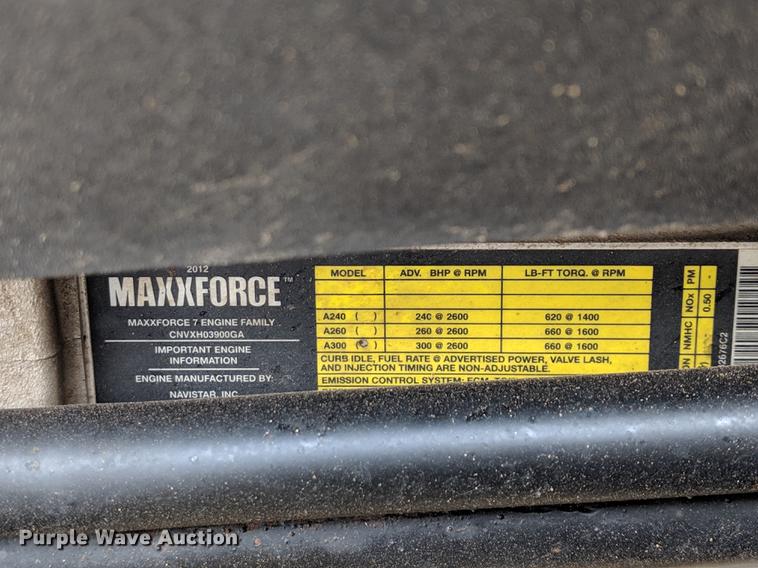 2012
MAXXFORCE™
MAXXFORCE 7 ENGINE FAMILY
CNVXH03900GA
IMPORTANT ENGINE
INFORMATION
ENGINE MANUFACTURED BY:
NAVISTAR, INC
MODEL ADV. BHP @ RPM LB-FT TORQ. @ RPM
A240 ( ) 240 @ 2600 620 @ 1400
A260 ( ) 260 @ 2600 660 @ 1600
A300 300 @ 2600 660 @ 1600
CURB IDLE, FUEL RATE @ ADVERTISED POWER, VALVE LASH,
AND INJECTION TIMING ARE NON-ADJUSTABLE.
EMISSION CONTROL SYSTEM: ECM,
NMHC NOx PM
0.50 -
2676C2
Purple Wave Auction